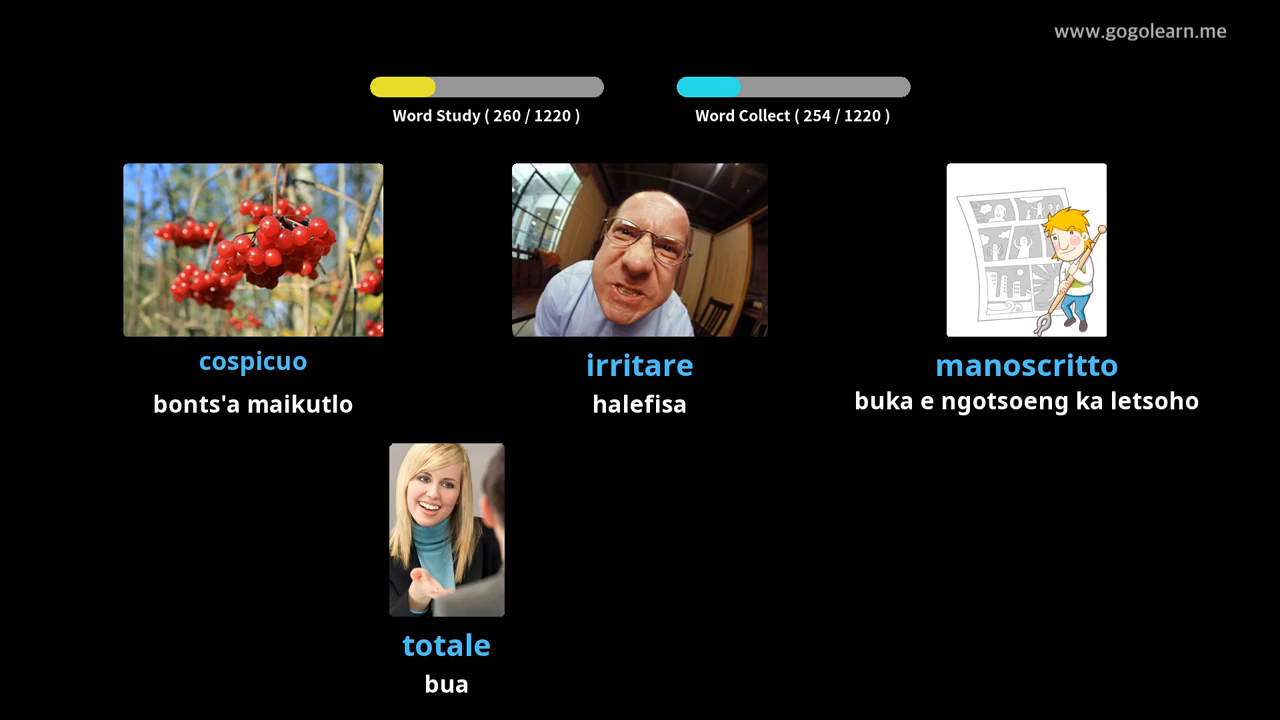 www.gogolearn.me
Word Study ( 260 / 1220 )
Word Collect ( 254 / 1220 )
cospicuo
bonts'a maikutlo
irritare
halefisa
manoscritto
buka e ngotsoeng ka letsoho
totale
bua